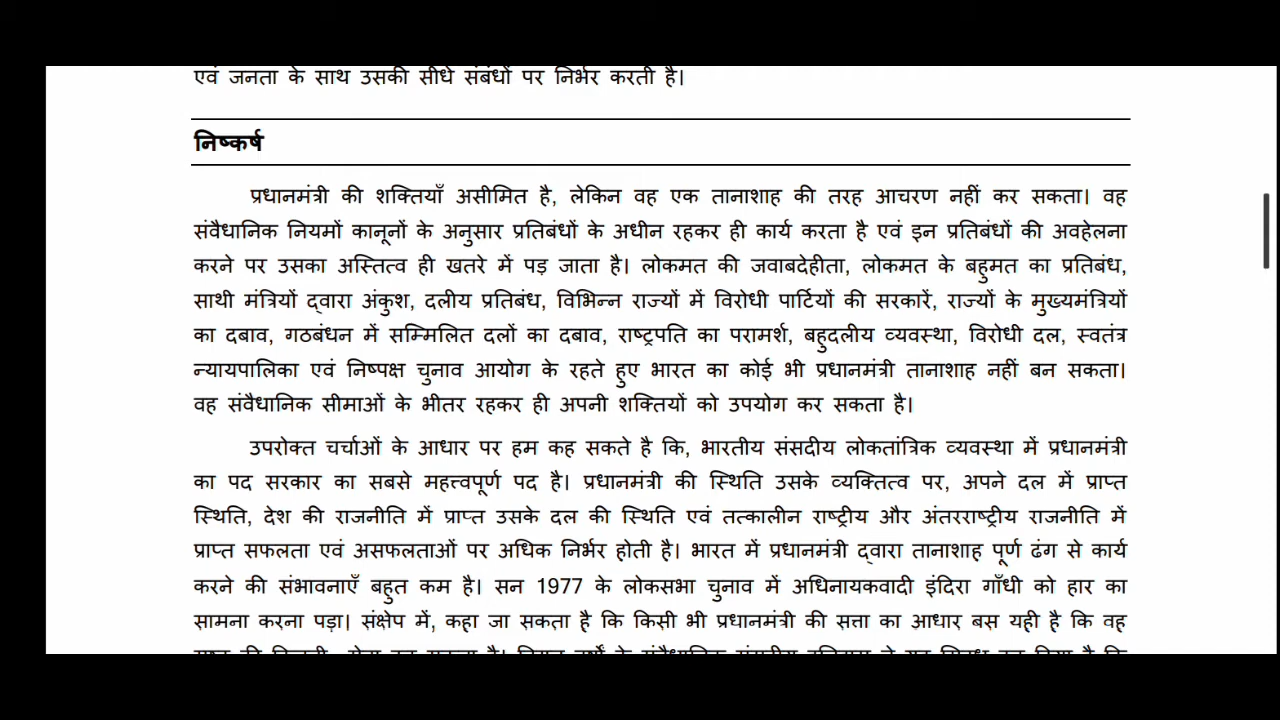 एवं जनता के साथ उसकी सीधे संबंधों पर निर्भर करती है।
निष्कर्ष
प्रधानमंत्री की शक्तियाँ असीमित है, लेकिन वह एक तानाशाह की तरह आचरण नहीं कर सकता। वह
संवैधानिक नियमों कानूनों के अनुसार प्रतिबंधों के अधीन रहकर ही कार्य करता है एवं इन प्रतिबंधों की अवहेलना
करने पर उसका अस्तित्व ही खतरे में पड़ जाता है। लोकमत की जवाबदेहीता, लोकमत के बहुमत का प्रतिबंध,
साथी मंत्रियों द्वारा अंकुश, दलीय प्रतिबंध, विभिन्न राज्यों में विरोधी पार्टियों की सरकारें, राज्यों के मुख्यमंत्रियों
का दबाव, गठबंधन में सम्मिलित दलों का दबाव, राष्ट्रपति का परामर्श, बहुदलीय व्यवस्था, विरोधी दल, स्वतंत्र
न्यायपालिका एवं निष्पक्ष चुनाव आयोग के रहते हुए भारत का कोई भी प्रधानमंत्री तानाशाह नहीं बन सकता।
वह संवैधानिक सीमाओं के भीतर रहकर ही अपनी शक्तियों को उपयोग कर सकता है।
उपरोक्त चर्चाओं के आधार पर हम कह सकते है कि, भारतीय संसदीय लोकतांत्रिक व्यवस्था में प्रधानमंत्री
का पद सरकार का सबसे महत्त्वपूर्ण पद है। प्रधानमंत्री की स्थिति उसके व्यक्तित्व पर, अपने दल में प्राप्त
स्थिति, देश की राजनीति में प्राप्त उसके दल की स्थिति एवं तत्कालीन राष्ट्रीय और अंतरराष्ट्रीय राजनीति में
प्राप्त सफलता एवं असफलताओं पर अधिक निर्भर होती है। भारत में प्रधानमंत्री द्वारा तानाशाह पूर्ण ढंग से कार्य
करने की संभावनाएँ बहुत कम है। सन 1977 के लोकसभा चुनाव में अधिनायकवादी इंदिरा गाँधी को हार का
सामना करना पड़ा। संक्षेप में, कहा जा सकता है कि किसी भी प्रधानमंत्री की सत्ता का आधार बस यही है कि वह